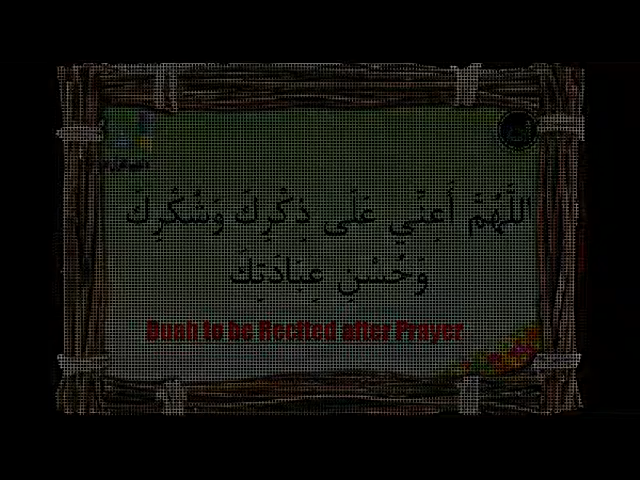 اللَّهُمَّ أَعِنِّي عَلَى ذِكْرِكَ وَشُكْرِكَ
وَحُسْنِ عِبَادَتِكَ
Duah to be Recited after Prayer